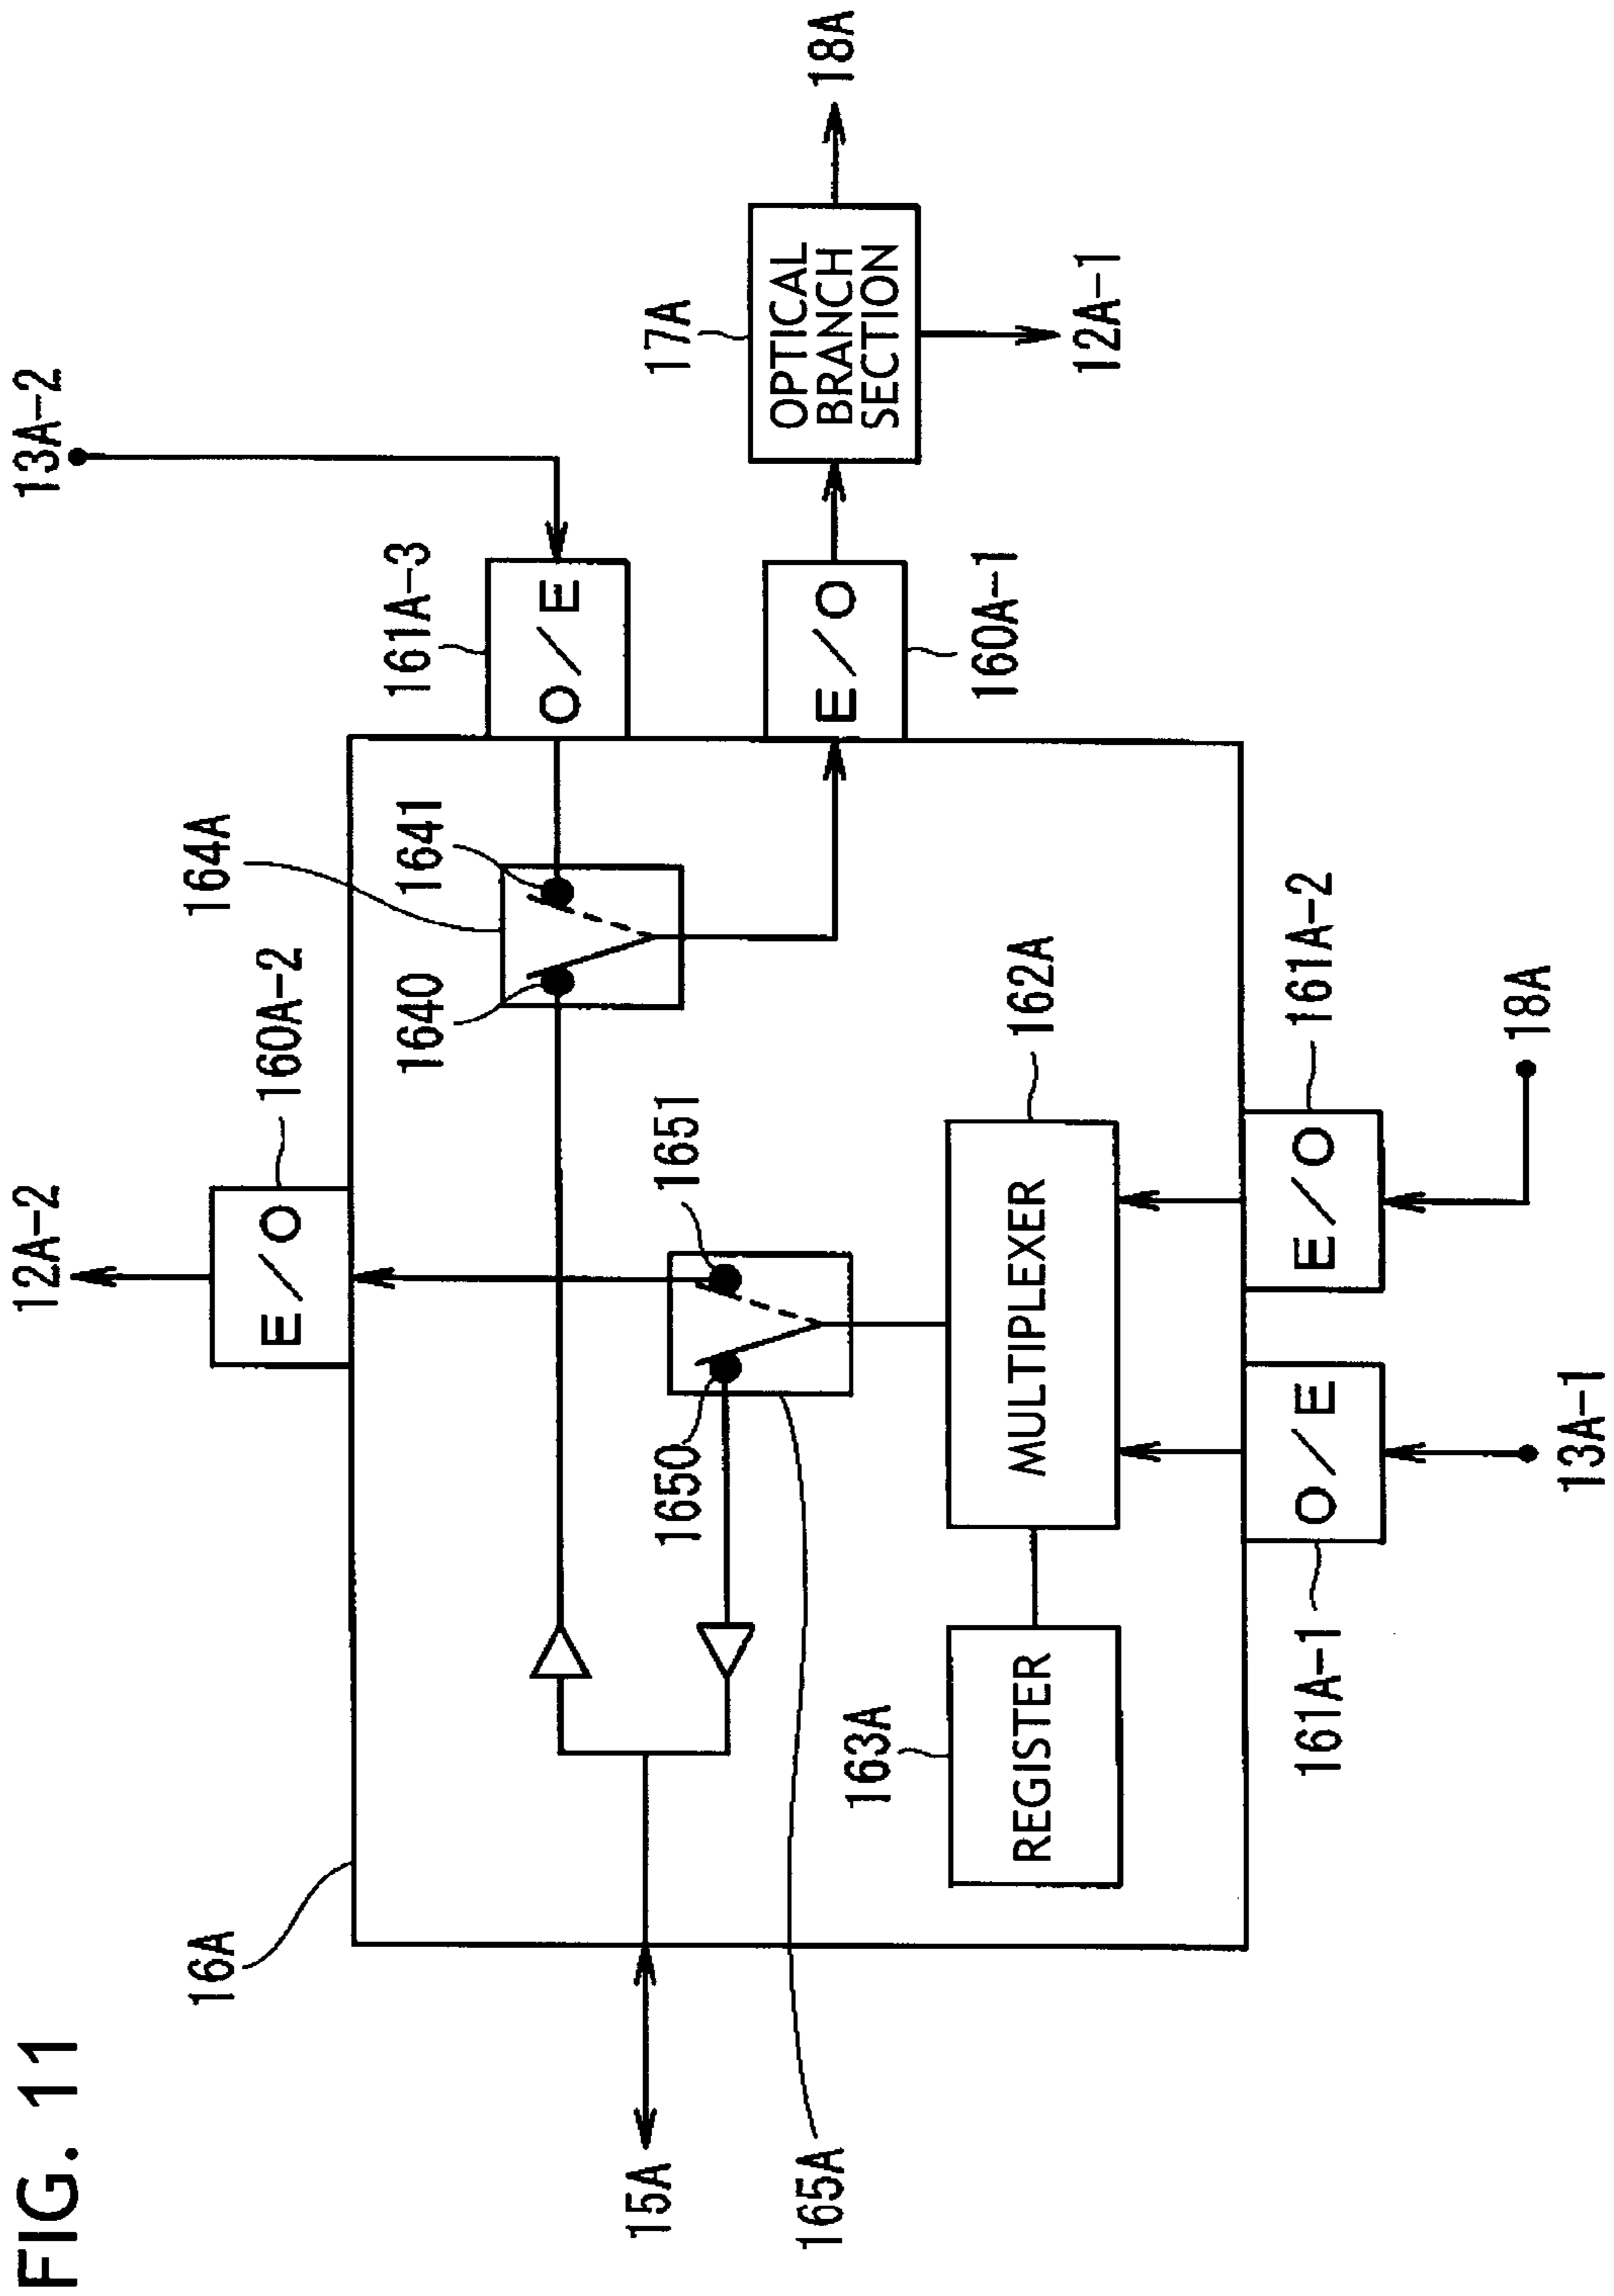 FIG. 11
16A
12A-2
160A-2
E/O
164A
13A-2
161A-3
O/E
1640
1641
17A
OPTICAL
BRANCH
SECTION
18A
12A-1
E/O
160A-1
15A
165A
1650
1651
163A
REGISTER
162A
MULTIPLEXER
161A-1
O/E
13A-1
E/O
161A-2
18A